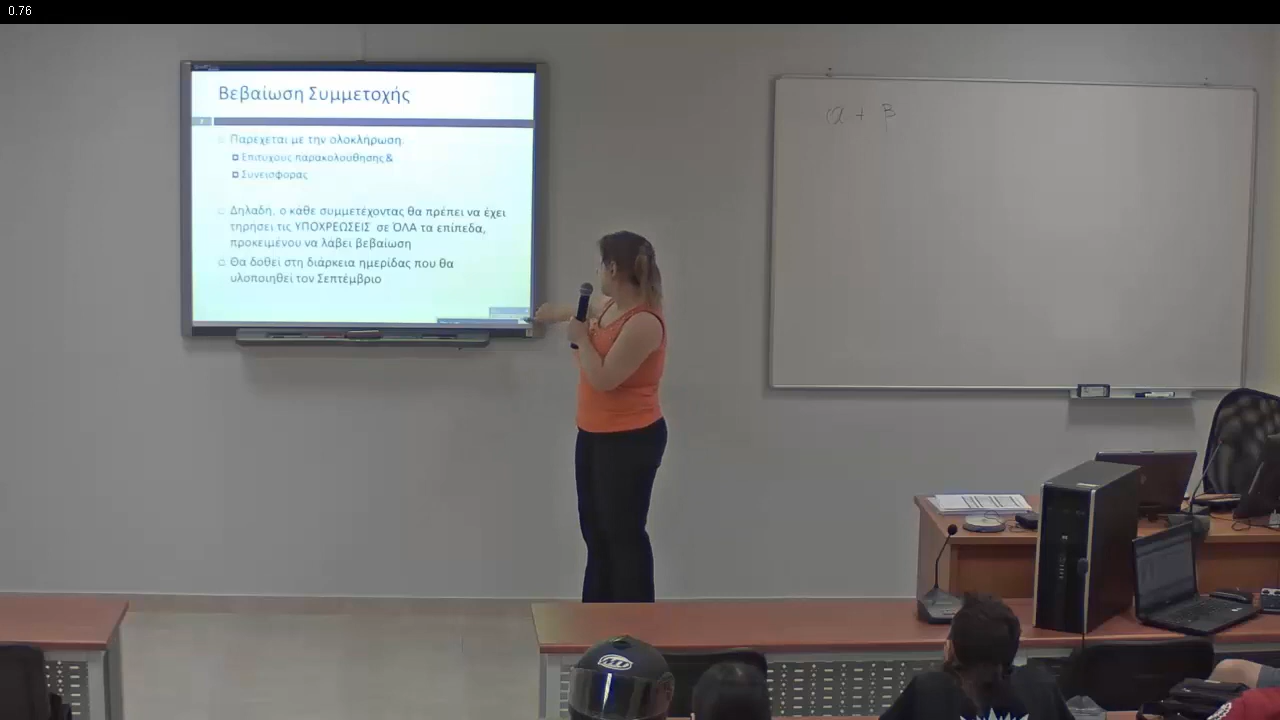 0.76
Βεβαίωση Συμμετοχής
7
Παρέχεται με την ολοκλήρωση:
Επιτυχούς παρακολούθησης &
Συνεισφοράς
Δηλαδή, ο κάθε συμμετέχοντας θα πρέπει να έχει
τηρήσει τις ΥΠΟΧΡΕΩΣΕΙΣ σε ΌΛΑ τα επίπεδα,
προκειμένου να λάβει βεβαίωση
Θα δοθεί στη διάρκεια ημερίδας που θα
υλοποιηθεί τον Σεπτέμβριο
α + β